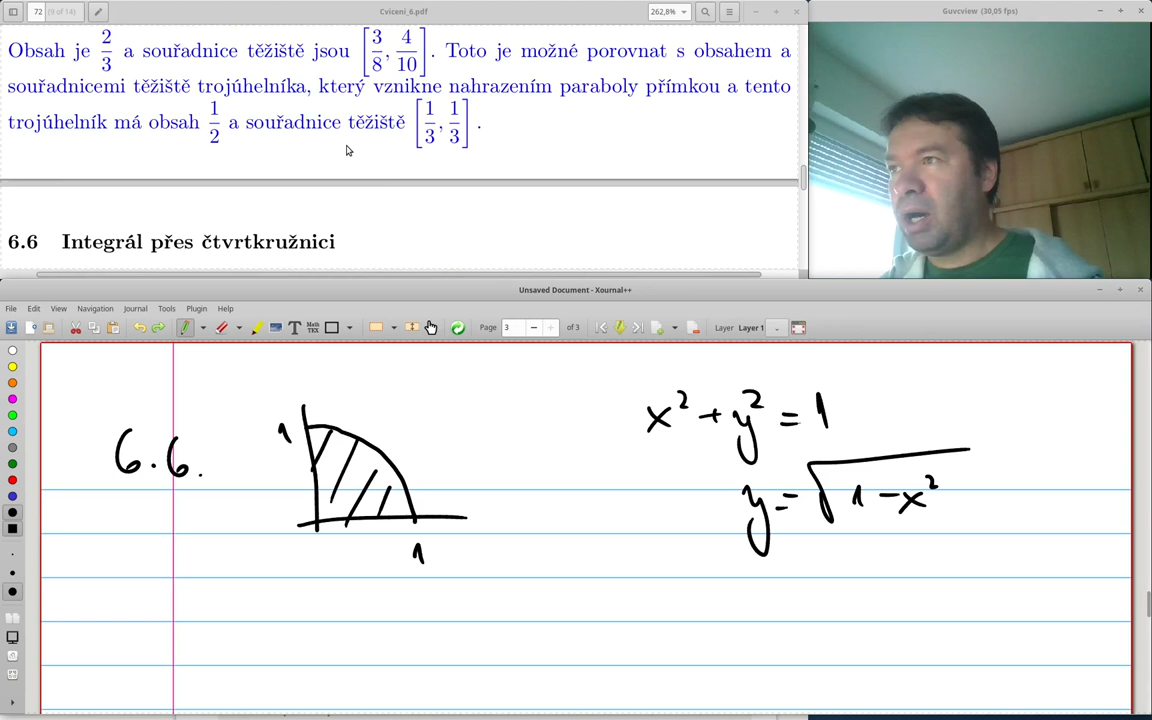 72 (9 of 14) Cviceni_6.pdf 262,8% Guvcview (30,05 fps)
Obsah je 2/3 a souřadnice těžiště jsou [3/8, 4/10]. Toto je možné porovnat s obsahem a
souřadnicemi těžiště trojúhelníka, který vznikne nahrazením paraboly přímkou a tento
trojúhelník má obsah 1/2 a souřadnice těžiště [1/3, 1/3].
6.6 Integrál přes čtvrtkružnici
Unsaved Document - Xournal++
File Edit View Navigation Journal Tools Plugin Help
T Math TEX Page 3 of 3 Layer Layer 1
x² + y² = 1
6.6. 1
y = √1-x²
1